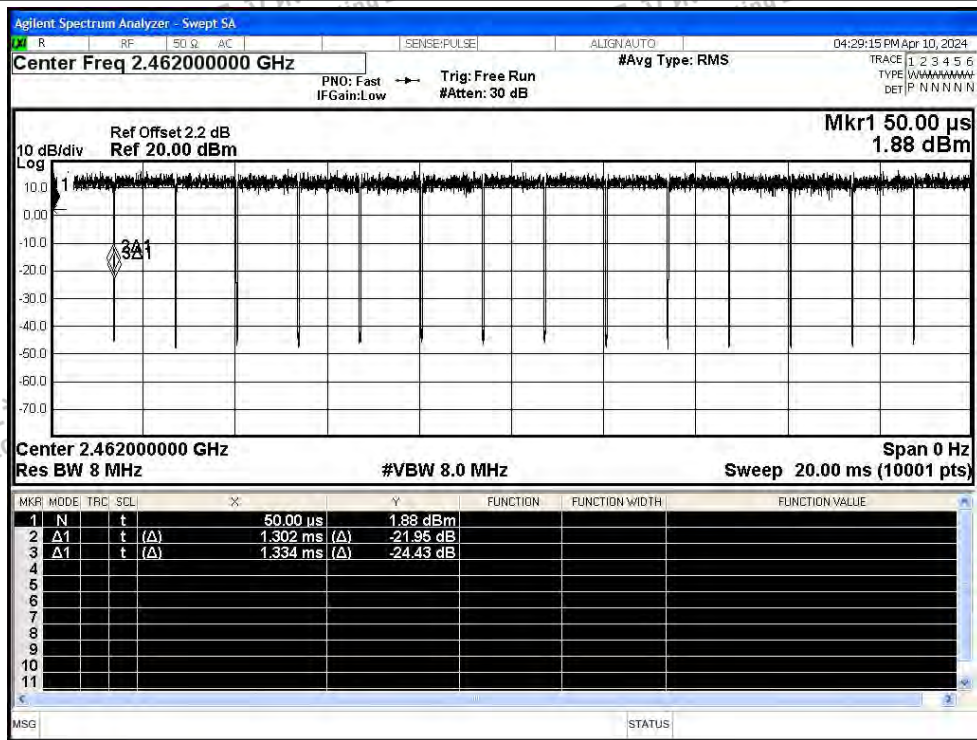 Agilent Spectrum Analyzer - Swept SA
R RF 50 Ω AC SENSE:PULSE ALIGN AUTO 04:29:15 PM Apr 10, 2024
Center Freq 2.462000000 GHz #Avg Type: RMS TRACE 1 2 3 4 5 6
PNO: Fast Trig: Free Run TYPE
IFGain:Low #Atten: 30 dB DET P N N N N N
Mkr1 50.00 µs
Ref Offset 2.2 dB
10 dB/div Ref 20.00 dBm 1.88 dBm
Log
10.0
1
0.00
-10.0
3Δ1
-20.0
-30.0
-40.0
-50.0
-60.0
-70.0
Center 2.462000000 GHz Span 0 Hz
Res BW 8 MHz #VBW 8.0 MHz Sweep 20.00 ms (10001 pts)
MKR MODE TRC SCL X Y FUNCTION FUNCTION WIDTH FUNCTION VALUE
1 N t 50.00 µs 1.88 dBm
2 Δ1 t (Δ) 1.302 ms (Δ) -21.95 dB
3 Δ1 t (Δ) 1.334 ms (Δ) -24.43 dB
4
5
6
7
8
9
10
11
MSG STATUS